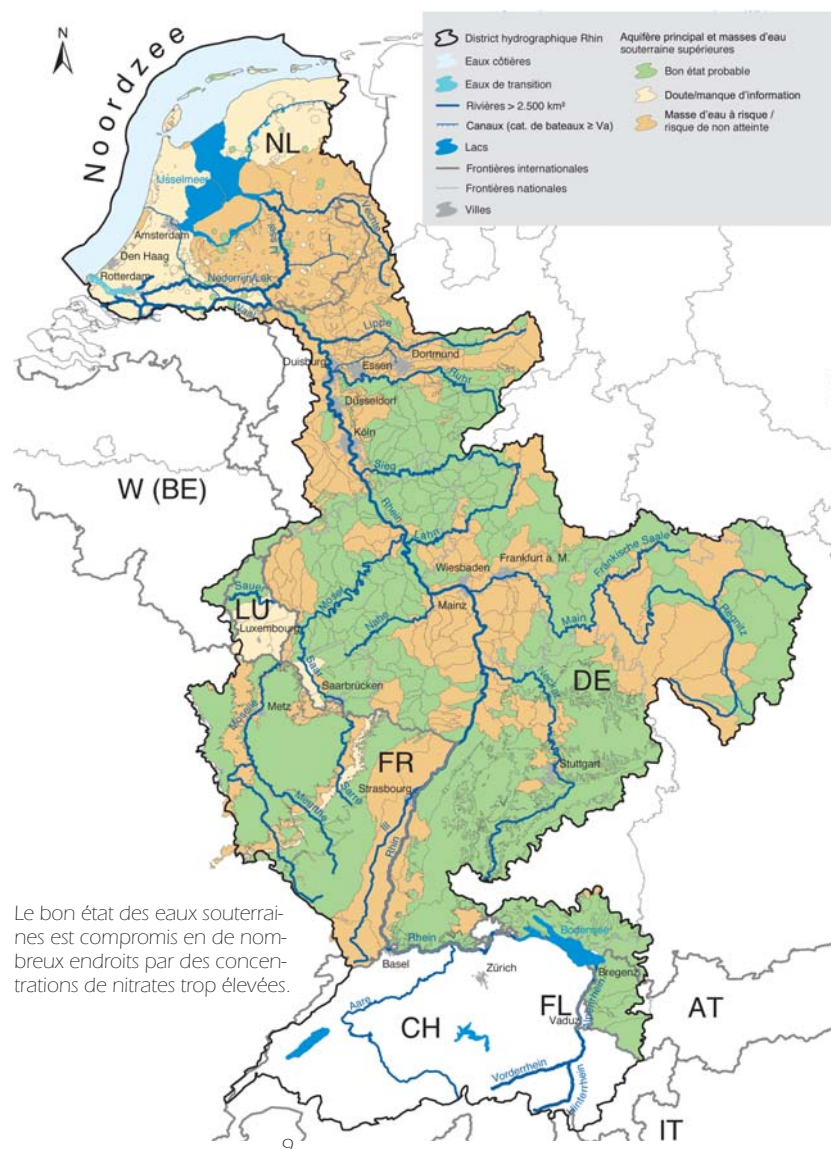 N
Noordzee
District hydrographique Rhin
Eaux côtières
Eaux de transition
Rivières > 2.500 km²
Canaux (cat. de bateaux ≥ Va)
Lacs
Frontières internationales
Frontières nationales
Villes
Aquifère principal et masses d'eau
souterraine supérieures
Bon état probable
Doute/manque d'information
Masse d'eau à risque /
risque de non atteinte
NL
IJsselmeer
Amsterdam
Den Haag
Rotterdam
Nederrijn/Lek
Waal
IJssel
Vechte
Lippe
Duisburg
Essen
Dortmund
Ruhr
Düsseldorf
Köln
Sieg
W (BE)
Rhein
Lahn
Wiesbaden
Frankfurt a. M.
Fränkische Saale
Sauer
LU
Luxembourg
Mosel
Nahe
Mainz
Main
Regnitz
Saar
Saarbrücken
Neckar
DE
Metz
Moselle
FR
Strasbourg
Stuttgart
Meurthe
Sarre
Ill
Rhin
Le bon état des eaux souterrai-
nes est compromis en de nom-
breux endroits par des concen-
trations de nitrates trop élevées.
Rhein
Bodensee
Basel
Zürich
Bregenz
Aare
CH
FL
Vaduz
Alpenrhein
AT
Vorderrhein
Hinterrhein
IT
9